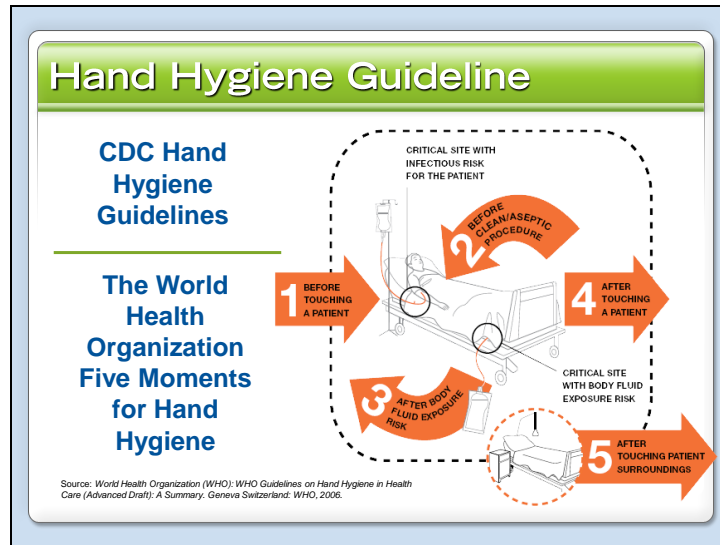 Hand Hygiene Guideline
CDC Hand
Hygiene
Guidelines
The World
Health
Organization
Five Moments
for Hand
Hygiene
CRITICAL SITE WITH
INFECTIOUS RISK
FOR THE PATIENT
1 BEFORE
TOUCHING
A PATIENT
2 BEFORE
CLEAN/ASEPTIC
PROCEDURE
3 AFTER BODY
FLUID EXPOSURE
RISK
4 AFTER
TOUCHING
A PATIENT
CRITICAL SITE
WITH BODY FLUID
EXPOSURE RISK
5 AFTER
TOUCHING PATIENT
SURROUNDINGS
Source: World Health Organization (WHO): WHO Guidelines on Hand Hygiene in Health
Care (Advanced Draft): A Summary. Geneva Switzerland: WHO, 2006.